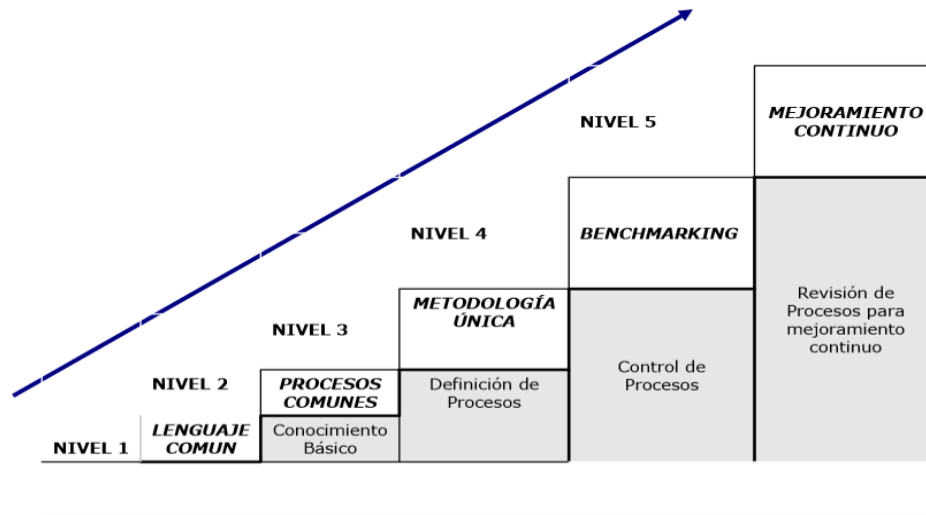 NIVEL 5
MEJORAMIENTO
CONTINUO
NIVEL 4
BENCHMARKING
Revisión de
Procesos para
mejoramiento
continuo
NIVEL 3
METODOLOGÍA
ÚNICA
Control de
Procesos
NIVEL 2
PROCESOS
COMUNES
Definición de
Procesos
NIVEL 1
LENGUAJE
COMUN
Conocimiento
Básico